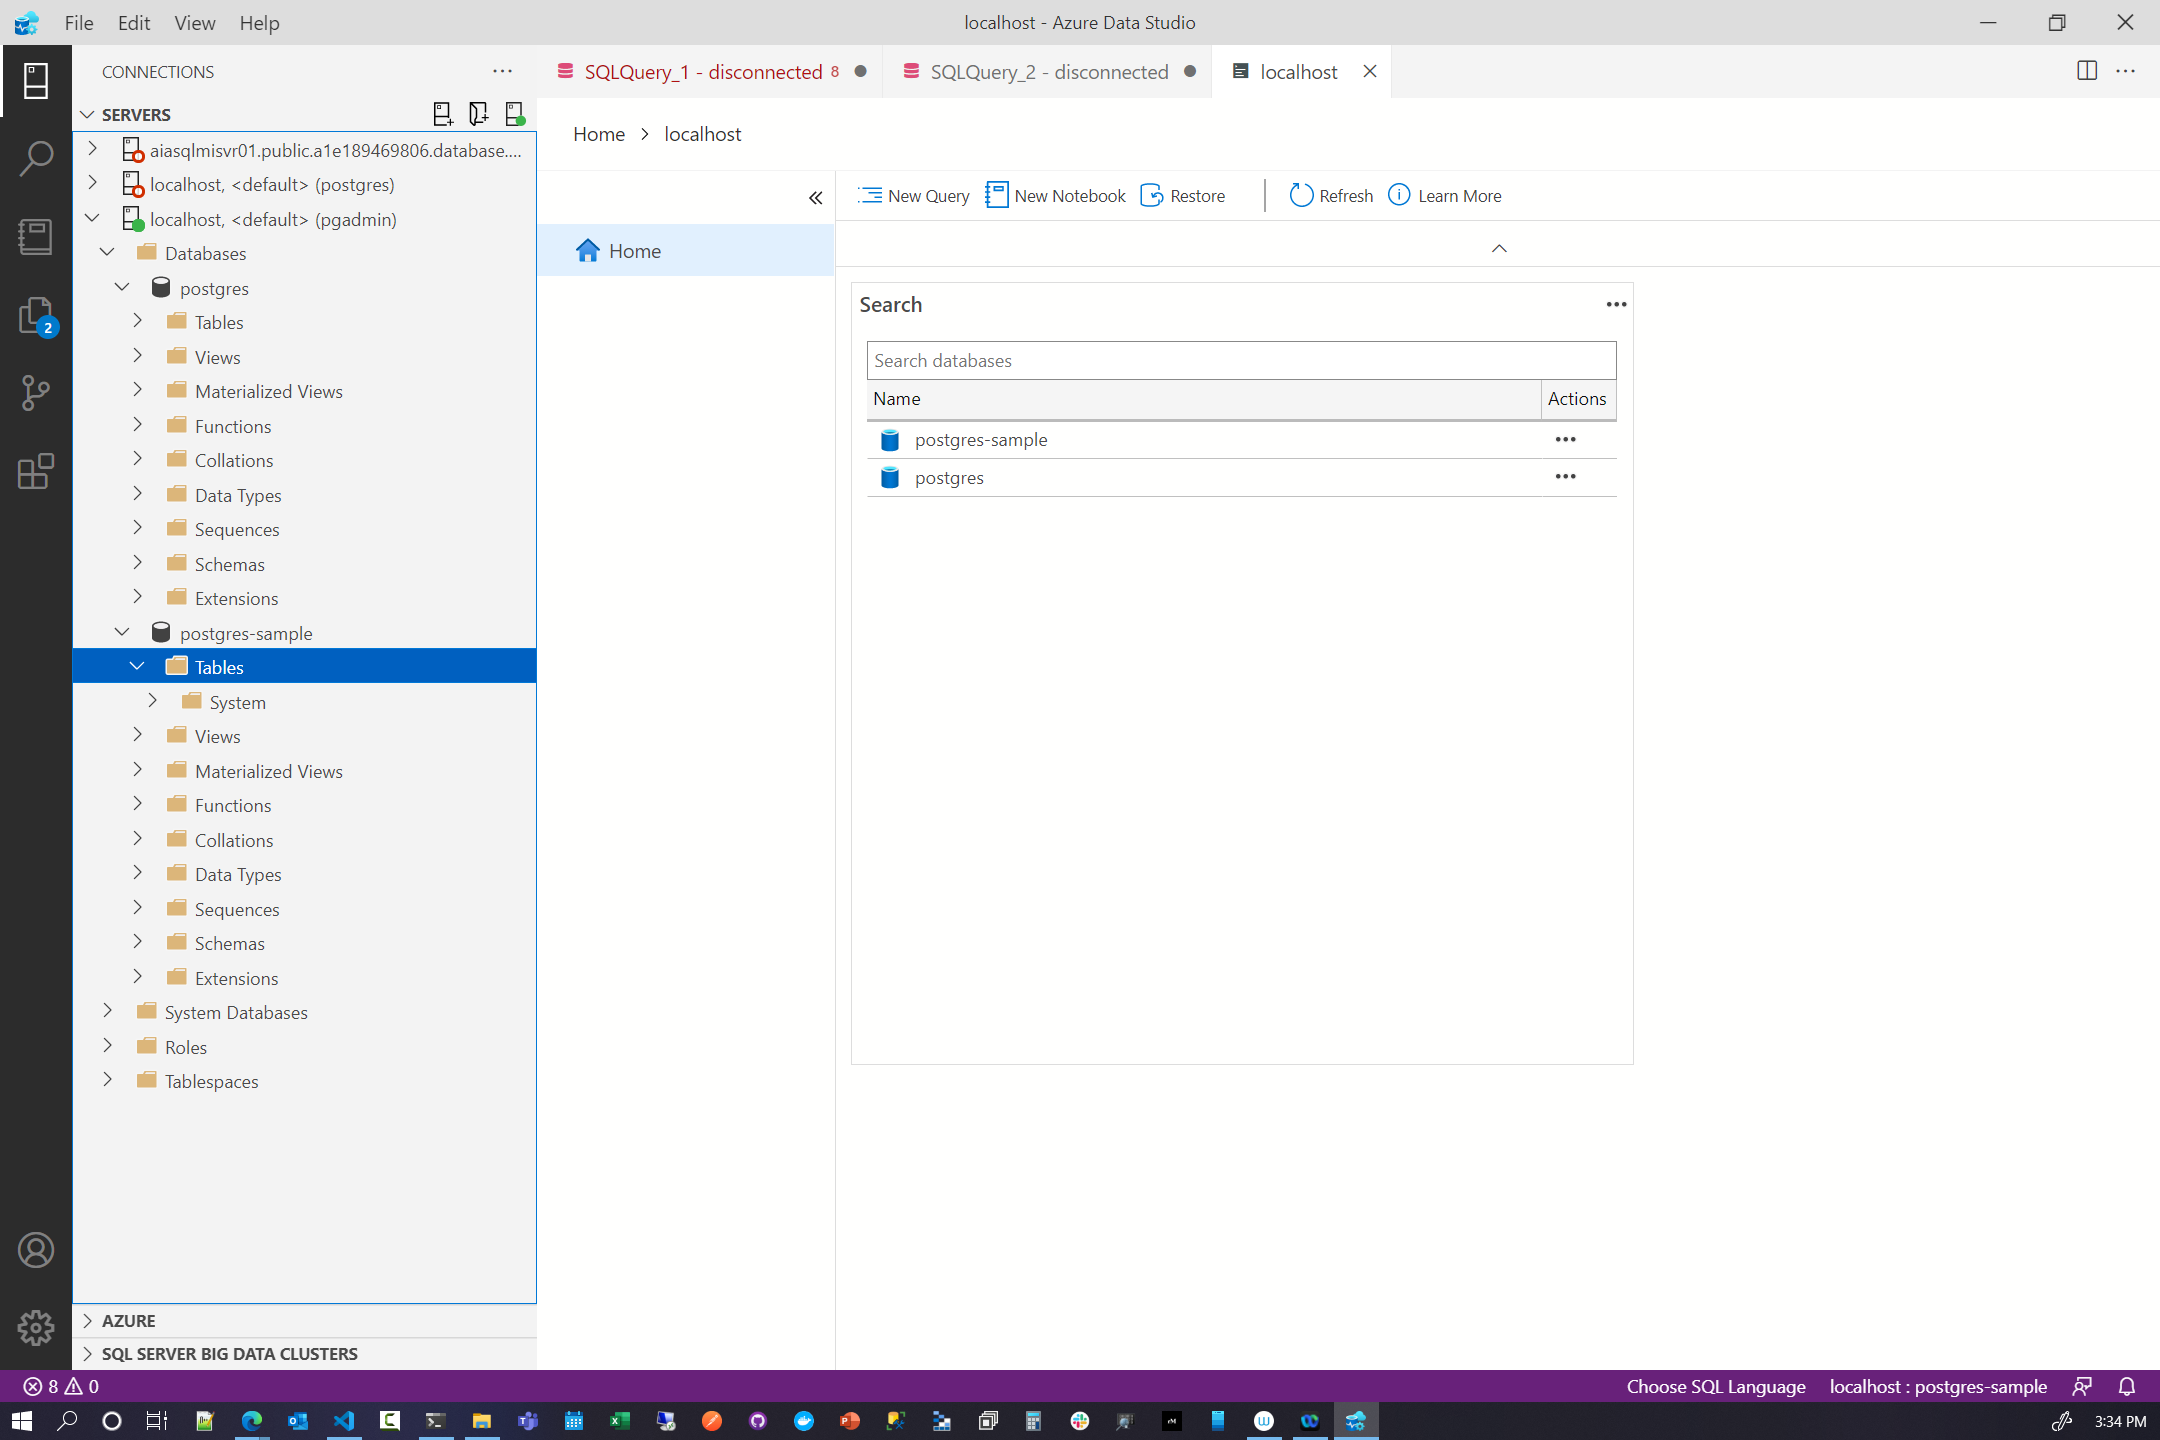 File Edit View Help
localhost - Azure Data Studio
CONNECTIONS
SERVERS
aiasqlmisvr01.public.a1e189469806.database....
localhost, <default> (postgres)
localhost, <default> (pgadmin)
Databases
postgres
Tables
Views
Materialized Views
Functions
Collations
Data Types
Sequences
Schemas
Extensions
postgres-sample
Tables
System
Views
Materialized Views
Functions
Collations
Data Types
Sequences
Schemas
Extensions
System Databases
Roles
Tablespaces
AZURE
SQL SERVER BIG DATA CLUSTERS
2
SQLQuery_1 - disconnected 8
SQLQuery_2 - disconnected
localhost
Home > localhost
New Query
New Notebook
Restore
Refresh
Learn More
Home
Search
Search databases
Name Actions
postgres-sample
postgres
8 0
Choose SQL Language
localhost : postgres-sample
3:34 PM